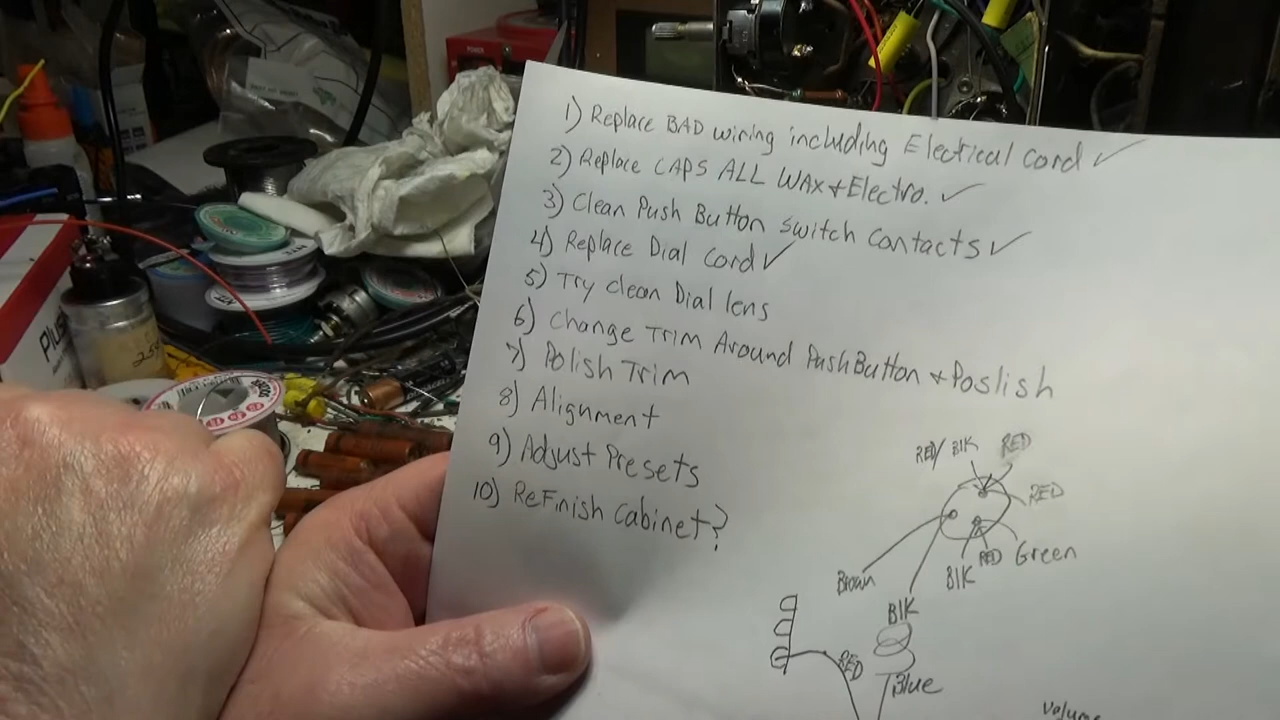 1) Replace BAD wiring including Electrical Cord ✓
2) Replace CAPS ALL WAX & Electro. ✓
3) Clean Push Button Switch Contacts ✓
4) Replace Dial Cord ✓
5) Try Clean Dial lens
6) Change Trim Around PushButton & Poslish
7) Polish Trim
8) Alignment
9) Adjust Presets
10) ReFinish Cabinet?
RED/ Blk
RED
RED
RED
Green
Brown
Blk
Blk
RED
Blue
Volume
POWER